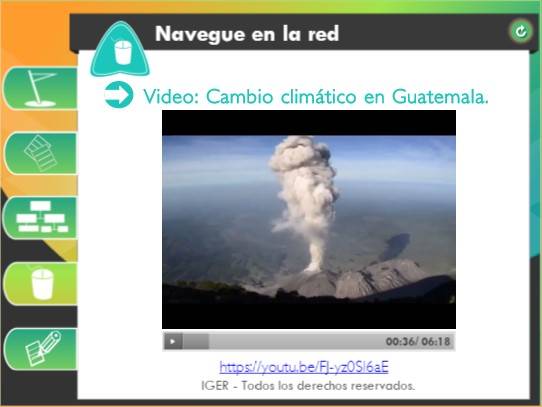 Navegue en la red
Video: Cambio climático en Guatemala.
00:36/ 06:18
https://youtu.be/FJ-yz0Sl6aE
IGER - Todos los derechos reservados.